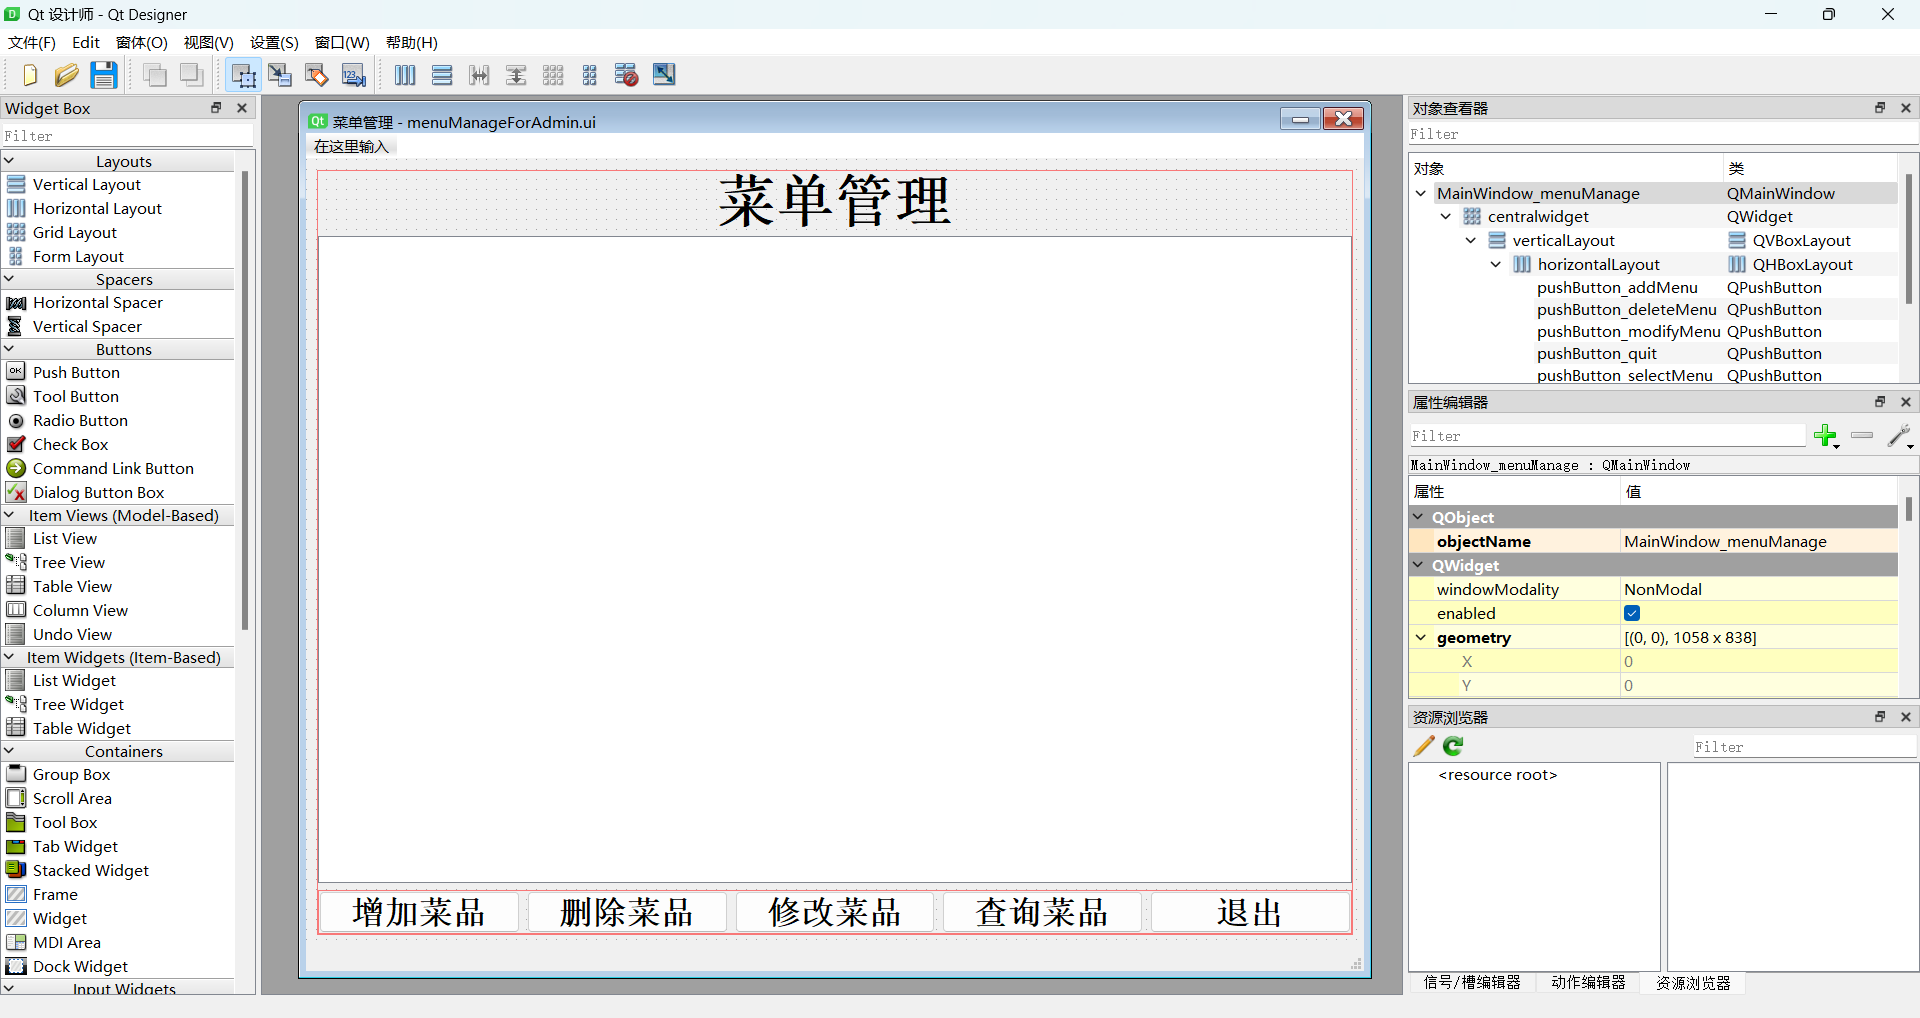 Qt 设计师 - Qt Designer
文件(F) Edit 窗体(O) 视图(V) 设置(S) 窗口(W) 帮助(H)
Widget Box
Filter
Layouts
Vertical Layout
Horizontal Layout
Grid Layout
Form Layout
Spacers
Horizontal Spacer
Vertical Spacer
Buttons
Push Button
Tool Button
Radio Button
Check Box
Command Link Button
Dialog Button Box
Item Views (Model-Based)
List View
Tree View
Table View
Column View
Undo View
Item Widgets (Item-Based)
List Widget
Tree Widget
Table Widget
Containers
Group Box
Scroll Area
Tool Box
Tab Widget
Stacked Widget
Frame
Widget
MDI Area
Dock Widget
Input Widgets
菜单管理 - menuManageForAdmin.ui
在这里输入
菜单管理
增加菜品 删除菜品 修改菜品 查询菜品 退出
对象查看器
Filter
对象 类
MainWindow_menuManage QMainWindow
centralwidget QWidget
verticalLayout QVBoxLayout
horizontalLayout QHBoxLayout
pushButton_addMenu QPushButton
pushButton_deleteMenu QPushButton
pushButton_modifyMenu QPushButton
pushButton_quit QPushButton
pushButton_selectMenu QPushButton
属性编辑器
Filter
MainWindow_menuManage : QMainWindow
属性 值
QObject
objectName MainWindow_menuManage
QWidget
windowModality NonModal
enabled
geometry [(0, 0), 1058 x 838]
X 0
Y 0
资源浏览器
Filter
<resource root>
信号/槽编辑器 动作编辑器 资源浏览器